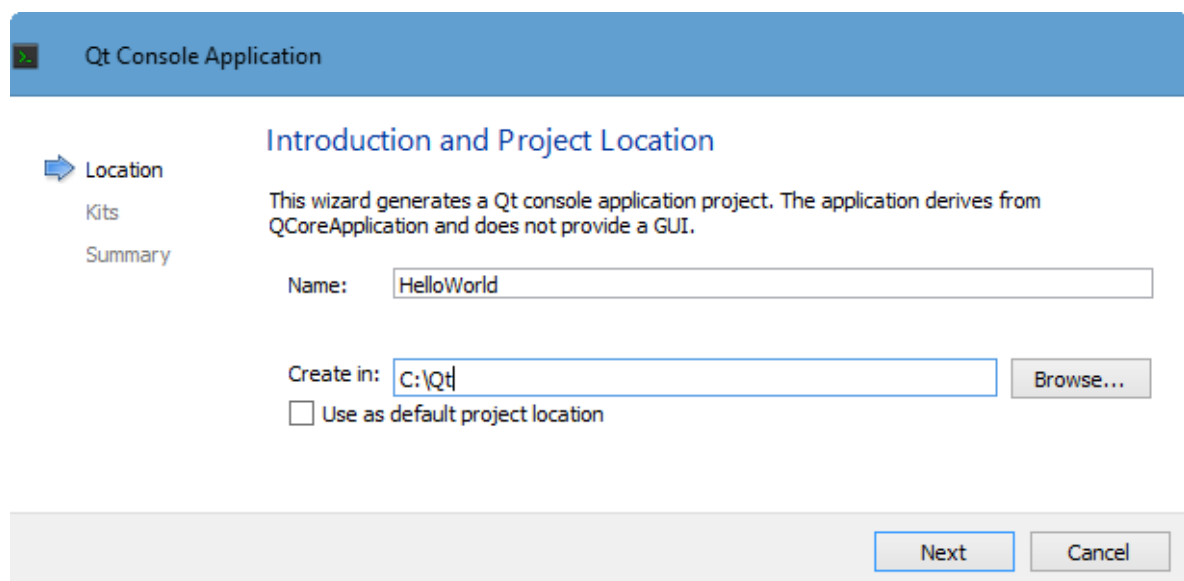 Qt Console Application
Introduction and Project Location
Location
Kits
Summary
This wizard generates a Qt console application project. The application derives from
QCoreApplication and does not provide a GUI.
Name: HelloWorld
Create in: C:\Qt Browse...
Use as default project location
Next Cancel